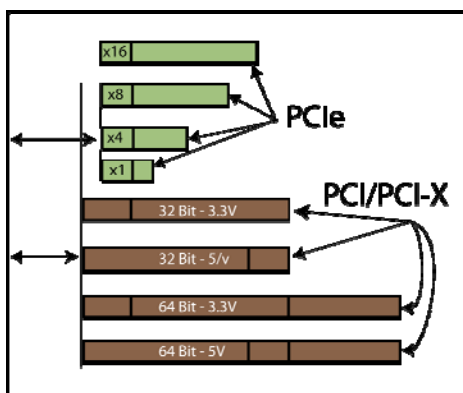 x16
x8
PCIe
x4
x1
PCI/PCI-X
32 Bit - 3.3V
32 Bit - 5/v
64 Bit - 3.3V
64 Bit - 5V